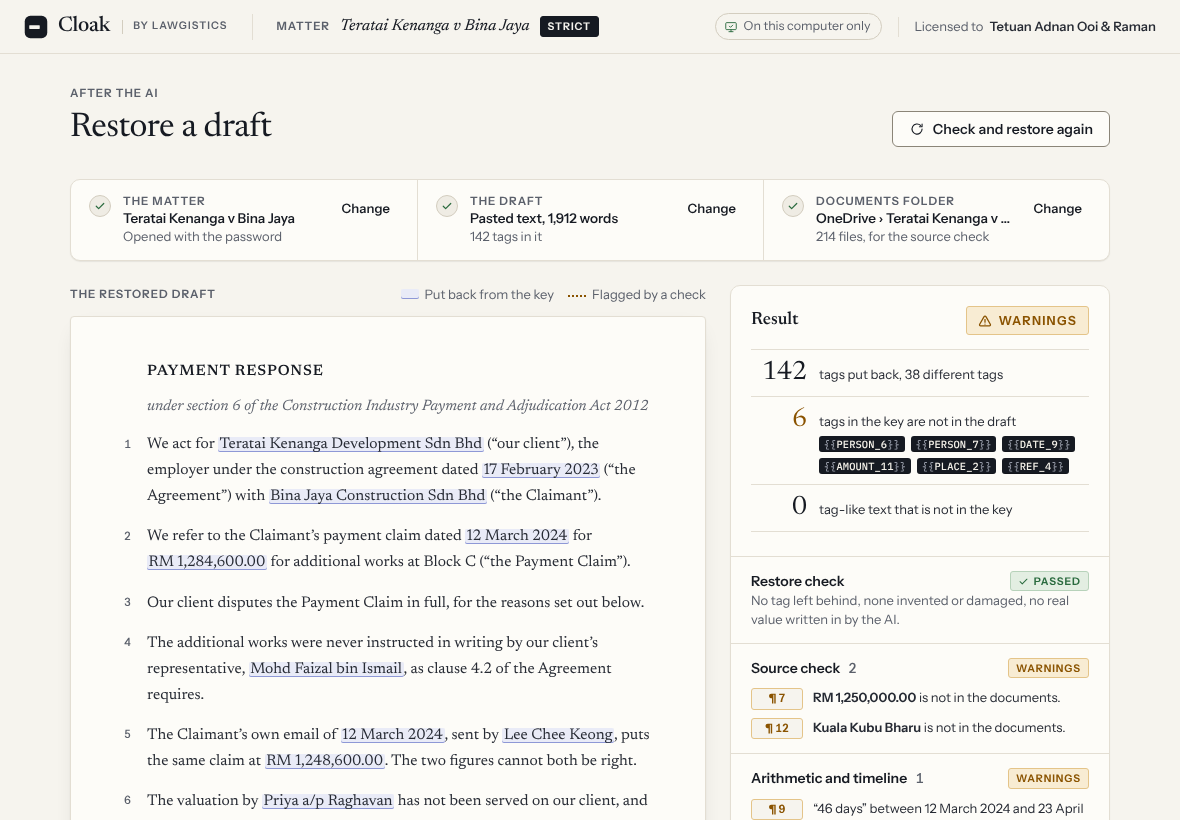 Cloak BY LAWGISTICS MATTER Teratai Kenanga v Bina Jaya STRICT On this computer only Licensed to Tetuan Adnan Ooi & Raman
AFTER THE AI
Restore a draft
Check and restore again
THE MATTER
Teratai Kenanga v Bina Jaya
Opened with the password
Change
THE DRAFT
Pasted text, 1,912 words
142 tags in it
Change
DOCUMENTS FOLDER
OneDrive › Teratai Kenanga v ...
214 files, for the source check
Change
THE RESTORED DRAFT Put back from the key Flagged by a check
PAYMENT RESPONSE
under section 6 of the Construction Industry Payment and Adjudication Act 2012
1 We act for Teratai Kenanga Development Sdn Bhd (“our client”), the
employer under the construction agreement dated 17 February 2023 (“the
Agreement”) with Bina Jaya Construction Sdn Bhd (“the Claimant”).
2 We refer to the Claimant’s payment claim dated 12 March 2024 for
RM 1,284,600.00 for additional works at Block C (“the Payment Claim”).
3 Our client disputes the Payment Claim in full, for the reasons set out below.
4 The additional works were never instructed in writing by our client’s
representative, Mohd Faizal bin Ismail, as clause 4.2 of the Agreement
requires.
5 The Claimant’s own email of 12 March 2024, sent by Lee Chee Keong, puts
the same claim at RM 1,248,600.00. The two figures cannot both be right.
6 The valuation by Priya a/p Raghavan has not been served on our client, and
Result WARNINGS
142 tags put back, 38 different tags
6 tags in the key are not in the draft
{{PERSON_6}} {{PERSON_7}} {{DATE_9}}
{{AMOUNT_11}} {{PLACE_2}} {{REF_4}}
0 tag-like text that is not in the key
Restore check PASSED
No tag left behind, none invented or damaged, no real
value written in by the AI.
Source check 2 WARNINGS
¶ 7 RM 1,250,000.00 is not in the documents.
¶ 12 Kuala Kubu Bharu is not in the documents.
Arithmetic and timeline 1 WARNINGS
¶ 9 “46 days” between 12 March 2024 and 23 April